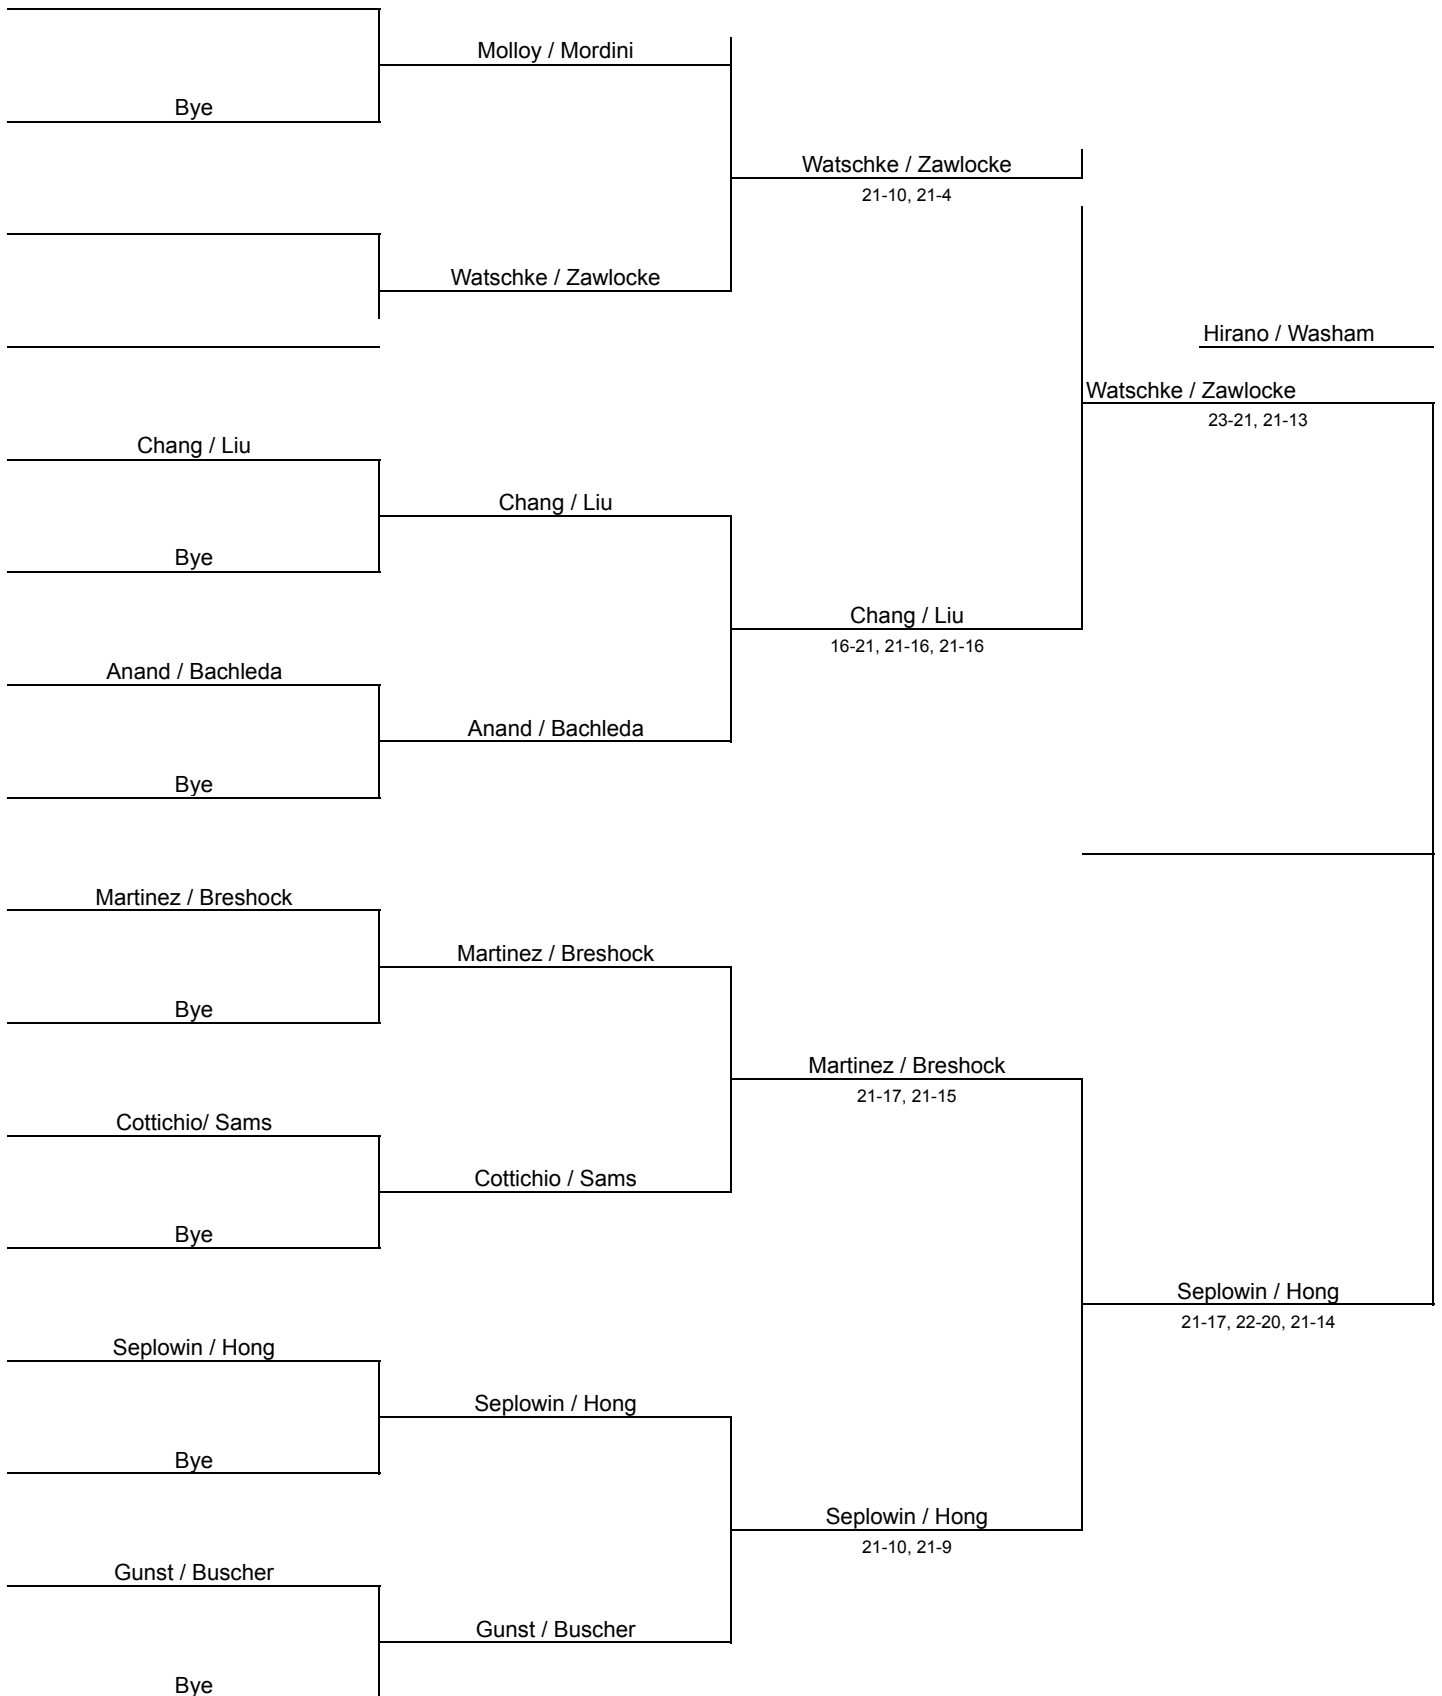 Molloy / Mordini
Bye
Watschke / Zawlocke
21-10, 21-4
Watschke / Zawlocke
Hirano / Washam
Watschke / Zawlocke
23-21, 21-13
Chang / Liu
Chang / Liu
Bye
Chang / Liu
16-21, 21-16, 21-16
Anand / Bachleda
Anand / Bachleda
Bye
Martinez / Breshock
Martinez / Breshock
Bye
Martinez / Breshock
21-17, 21-15
Cottichio/ Sams
Cottichio / Sams
Bye
Seplowin / Hong
21-17, 22-20, 21-14
Seplowin / Hong
Seplowin / Hong
Bye
Seplowin / Hong
21-10, 21-9
Gunst / Buscher
Gunst / Buscher
Bye